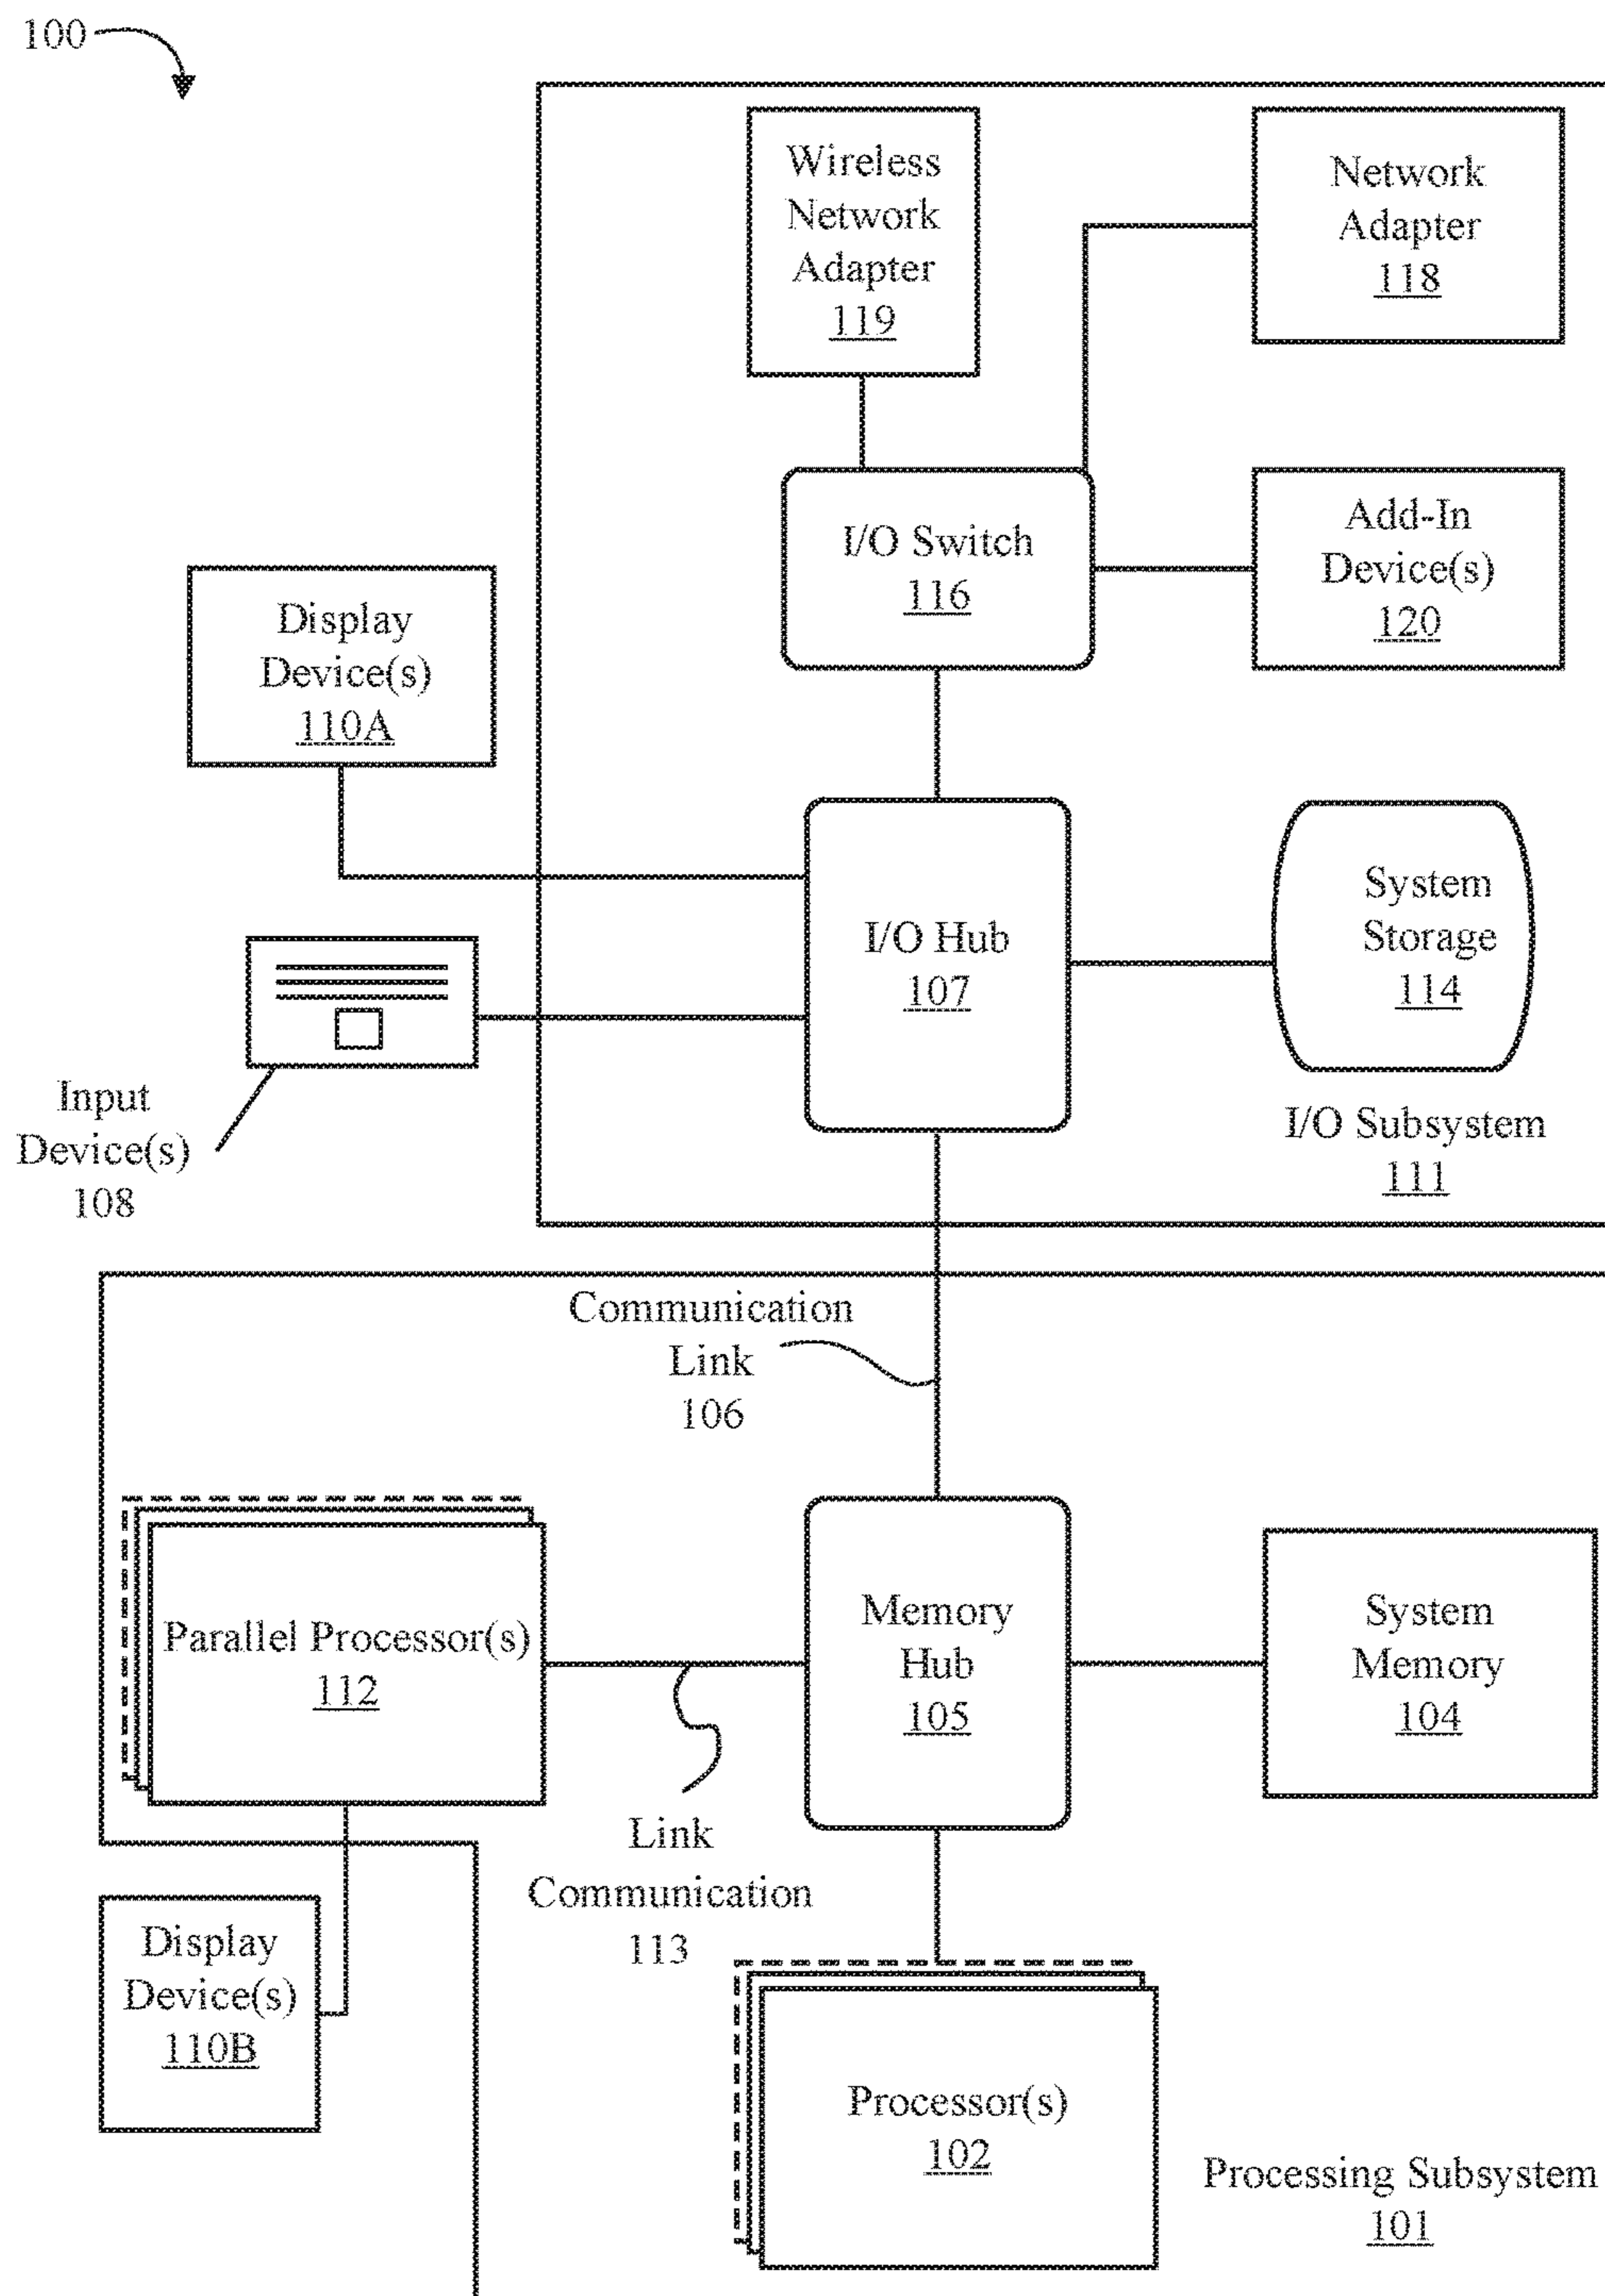 100
Wireless
Network
Adapter
119
Network
Adapter
118
I/O Switch
116
Add-In
Device(s)
120
Display
Device(s)
110A
I/O Hub
107
System
Storage
114
Input
Device(s)
108
I/O Subsystem
111
Communication
Link
106
Parallel Processor(s)
112
Memory
Hub
105
System
Memory
104
Link
Communication
113
Display
Device(s)
110B
Processor(s)
102
Processing Subsystem
101